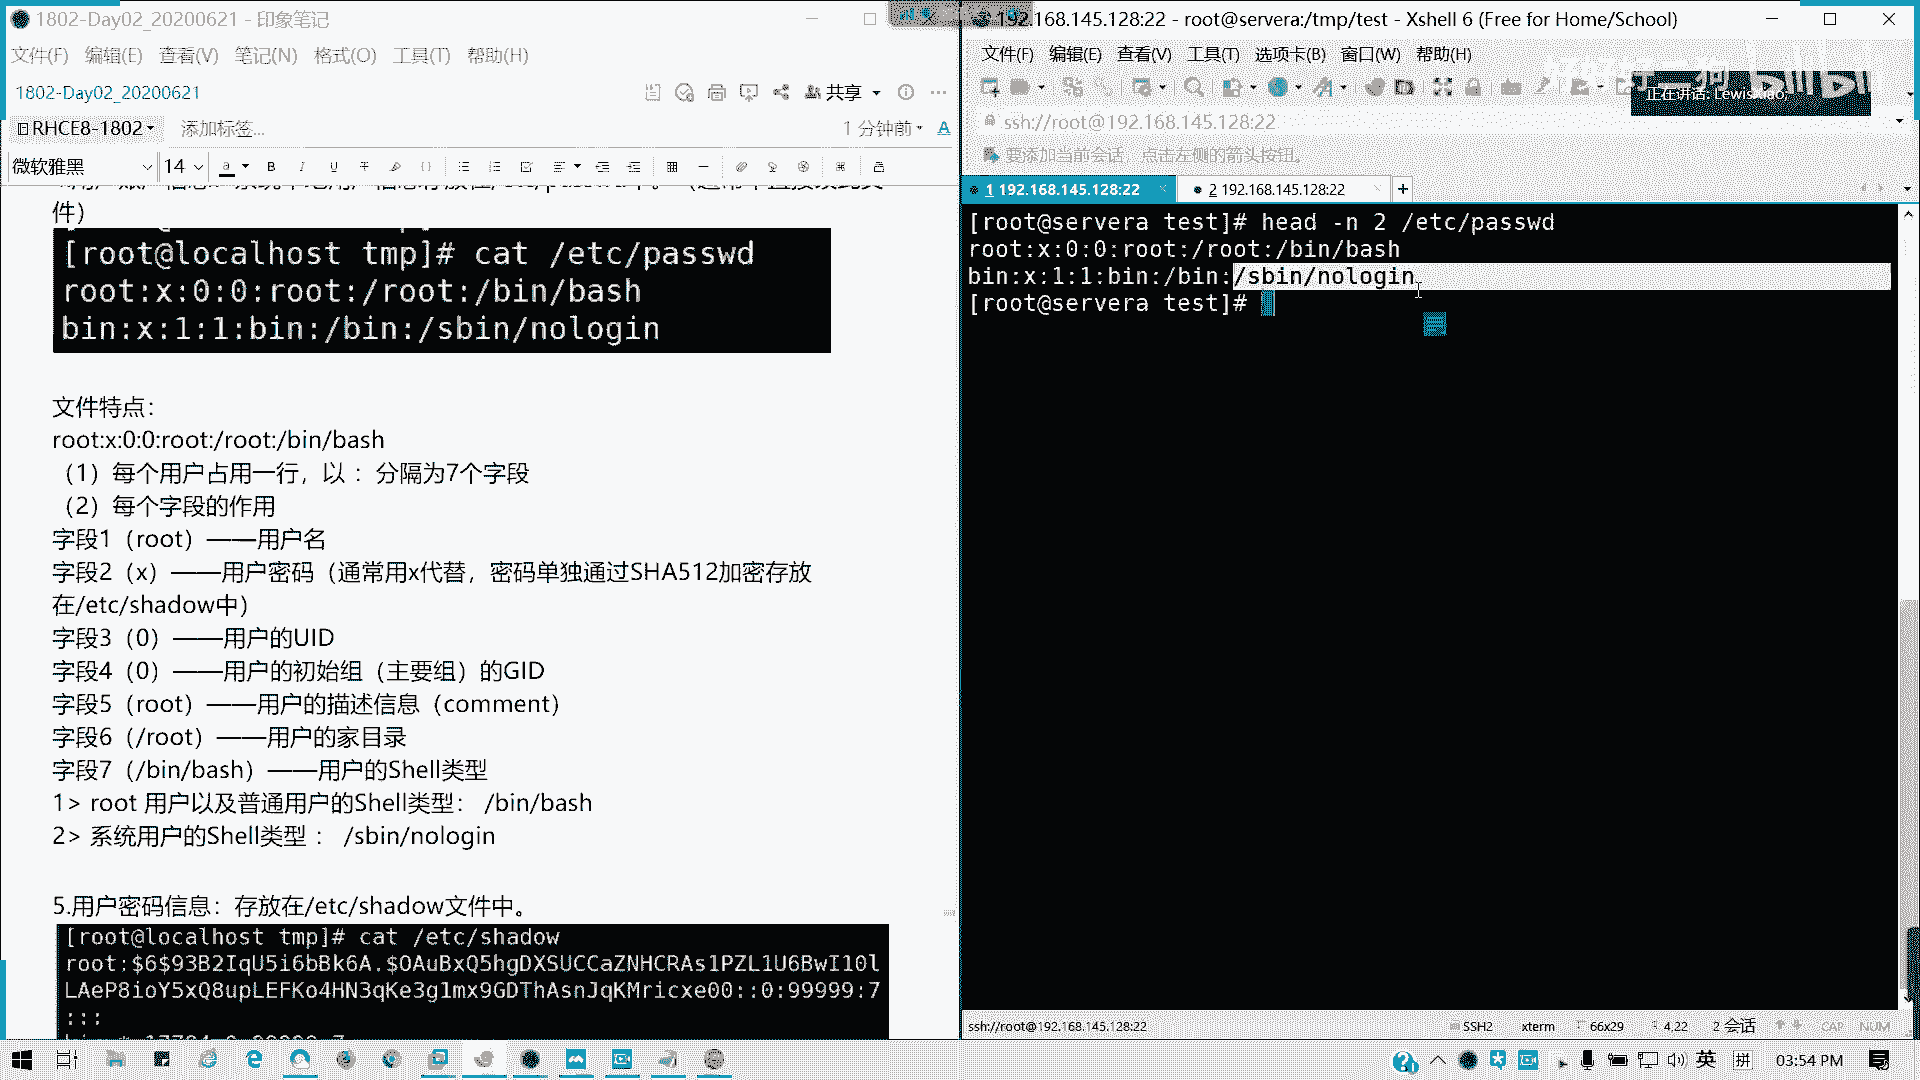 1802-Day02_20200621 - 印象笔记
文件(F) 编辑(E) 查看(V) 笔记(N) 格式(O) 工具(T) 帮助(H)
1802-Day02_20200621
共享
RHCE8-1802 添加标签...
1 分钟前
微软雅黑 14
件）
[root@localhost tmp]# cat /etc/passwd
root:x:0:0:root:/root:/bin/bash
bin:x:1:1:bin:/bin:/sbin/nologin
文件特点：
root:x:0:0:root:/root:/bin/bash
（1）每个用户占用一行，以 ：分隔为7个字段
（2）每个字段的作用
字段1（root）——用户名
字段2（x）——用户密码（通常用x代替，密码单独通过SHA512加密存放
在/etc/shadow中）
字段3（0）——用户的UID
字段4（0）——用户的初始组（主要组）的GID
字段5（root）——用户的描述信息（comment）
字段6（/root）——用户的家目录
字段7（/bin/bash）——用户的Shell类型
1> root 用户以及普通用户的Shell类型： /bin/bash
2> 系统用户的Shell类型 ： /sbin/nologin
5.用户密码信息：存放在/etc/shadow文件中。
[root@localhost tmp]# cat /etc/shadow
root:$6$93B2IqU5i6bBk6A.$OAuBxQ5hgDXSUCCaZNHCRAs1PZL1U6BwI10l
LAeP8ioY5xQ8upLEFKo4HN3qKe3g1mx9GDThAsnJqKMricxe00::0:99999:7
:::
192.168.145.128:22 - root@servera:/tmp/test - Xshell 6 (Free for Home/School)
文件(F) 编辑(E) 查看(V) 工具(T) 选项卡(B) 窗口(W) 帮助(H)
正在讲话: LewisXiao,
ssh://root@192.168.145.128:22
要添加当前会话，点击左侧的箭头按钮。
1 192.168.145.128:22
2 192.168.145.128:22
[root@servera test]# head -n 2 /etc/passwd
root:x:0:0:root:/root:/bin/bash
bin:x:1:1:bin:/bin:/sbin/nologin
[root@servera test]#
ssh://root@192.168.145.128:22 SSH2 xterm 66x29 4,22 2 会话 CAP NUM
英 拼 03:54 PM